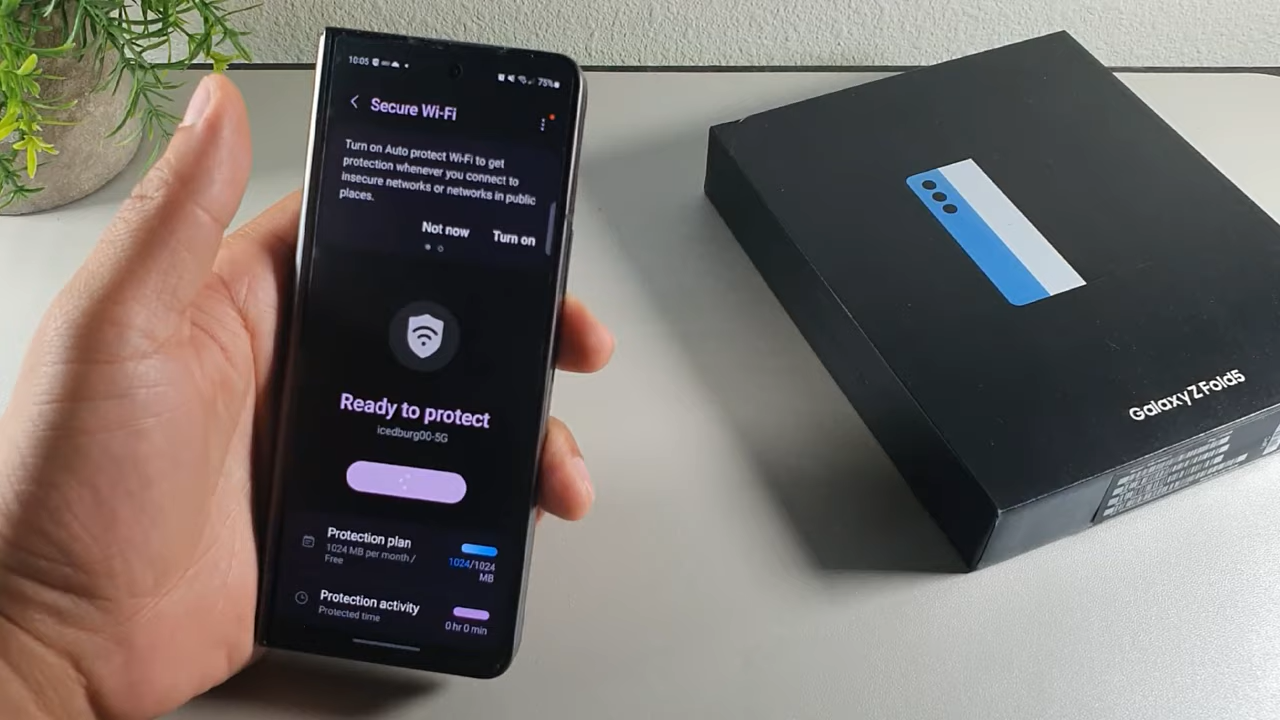 10:05
75%
Secure Wi-Fi
Turn on Auto protect Wi-Fi to get
protection whenever you connect to
insecure networks or networks in public
places.
Not now
Turn on
Ready to protect
icedburg00-5G
Protection plan
1024 MB per month /
Free
1024/1024
MB
Protection activity
Protected time
0 hr 0 min
Galaxy Z Fold5